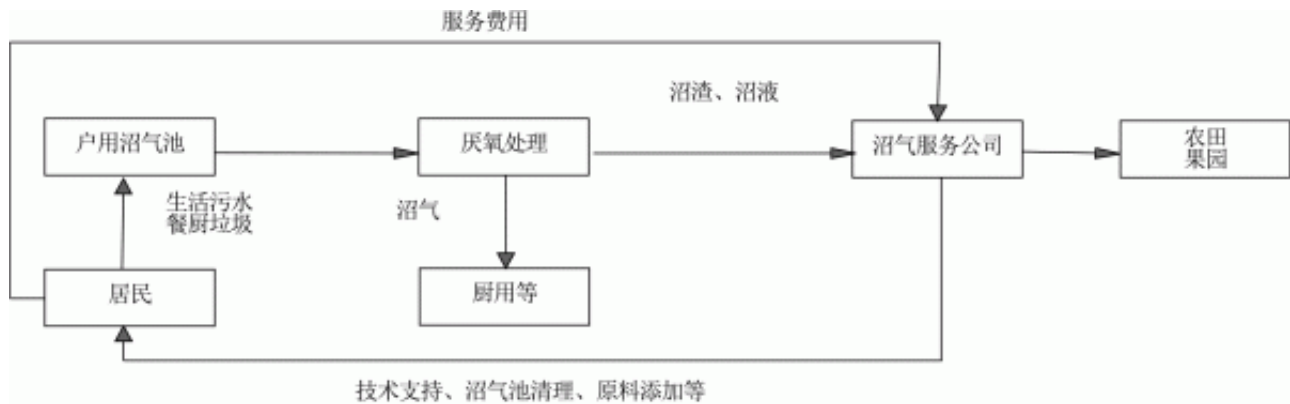 服务费用
沼渣、沼液
户用沼气池
厌氧处理
沼气服务公司
农田
果园
生活污水
餐厨垃圾
沼气
居民
厨用等
技术支持、沼气池清理、原料添加等